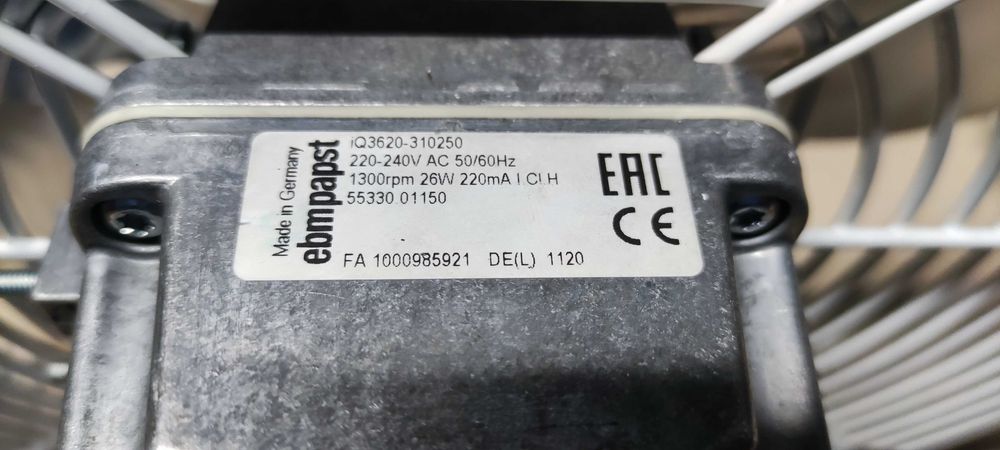 Made in Germany
ebmpapst
iQ3620-310250
220-240V AC 50/60Hz
1300rpm 26W 220mA I.Cl.H
55330.01150
FA 1000985921 DE(L) 1120
EAC
CE